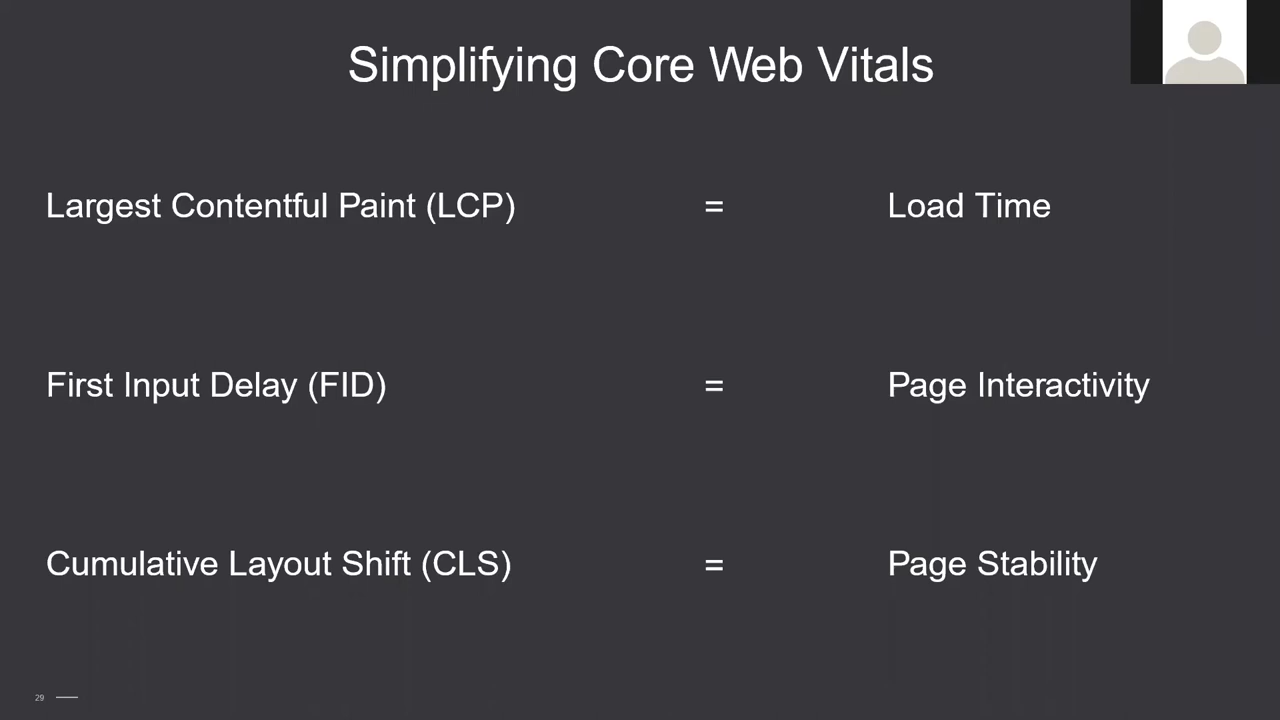 Simplifying Core Web Vitals
Largest Contentful Paint (LCP) = Load Time
First Input Delay (FID) = Page Interactivity
Cumulative Layout Shift (CLS) = Page Stability
29